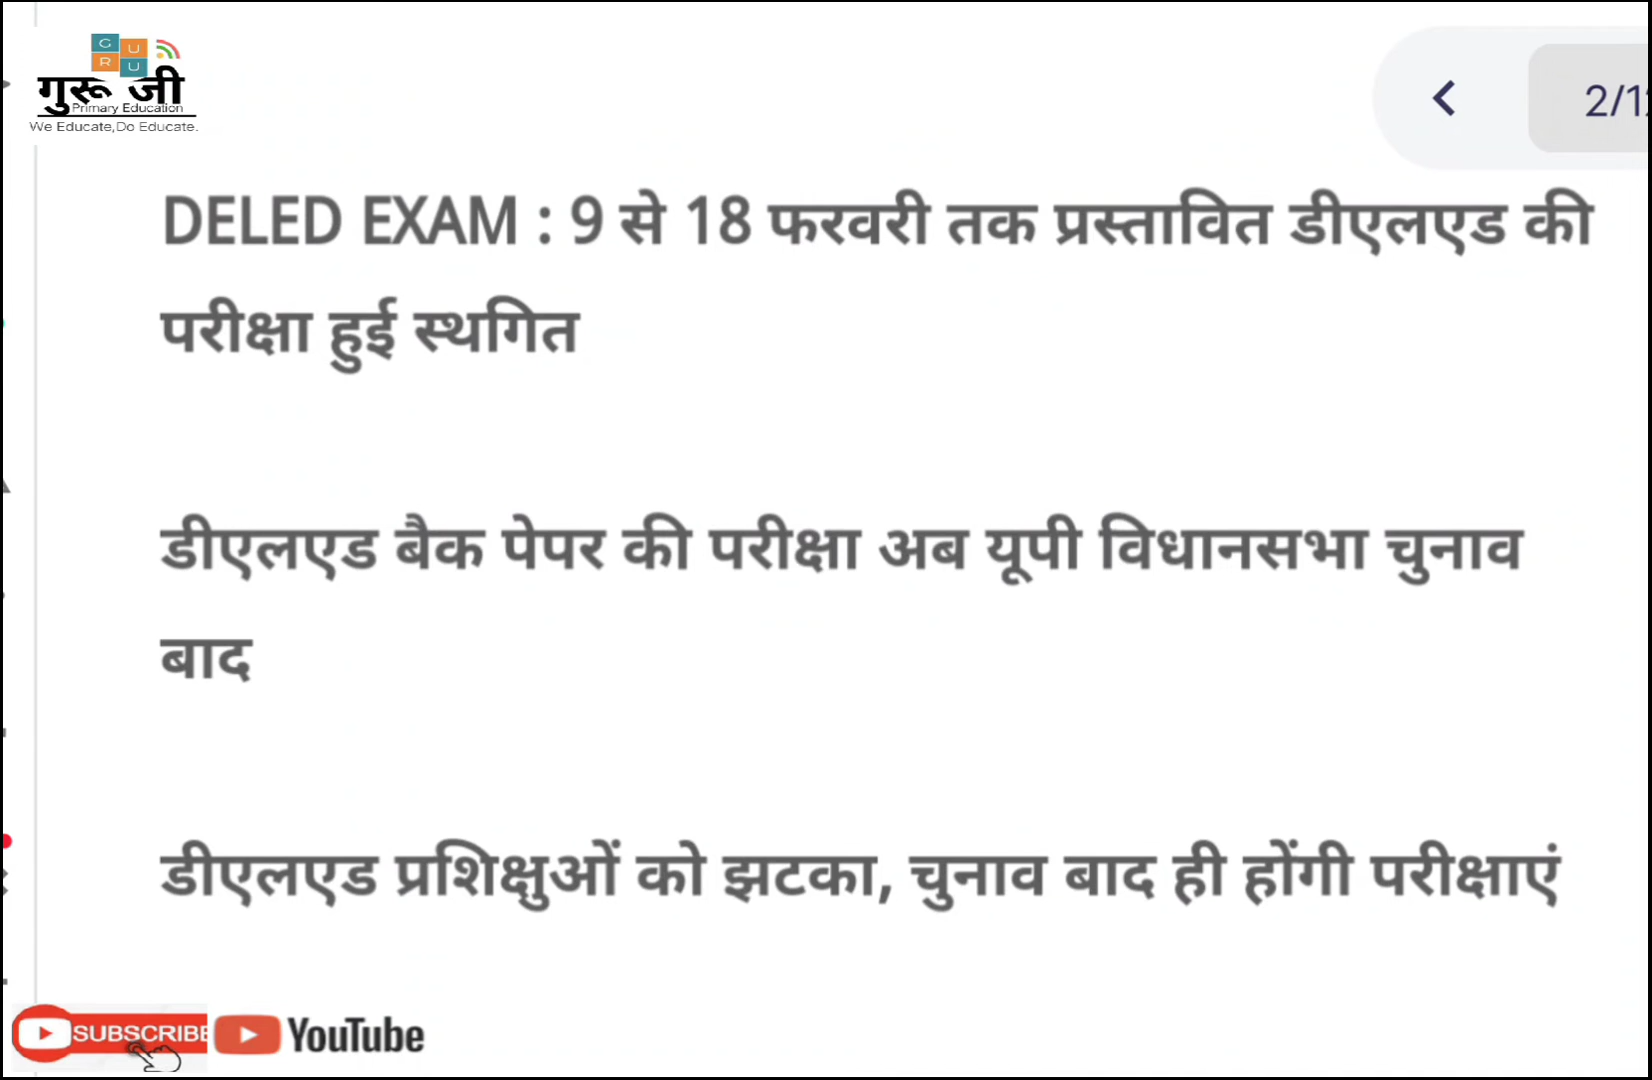 G U
R U
गुरू जी
Primary Education
We Educate,Do Educate.
DELED EXAM : 9 से 18 फरवरी तक प्रस्तावित डीएलएड की
परीक्षा हुई स्थगित
डीएलएड बैक पेपर की परीक्षा अब यूपी विधानसभा चुनाव
बाद
डीएलएड प्रशिक्षुओं को झटका, चुनाव बाद ही होंगी परीक्षाएं
SUBSCRIBE YouTube